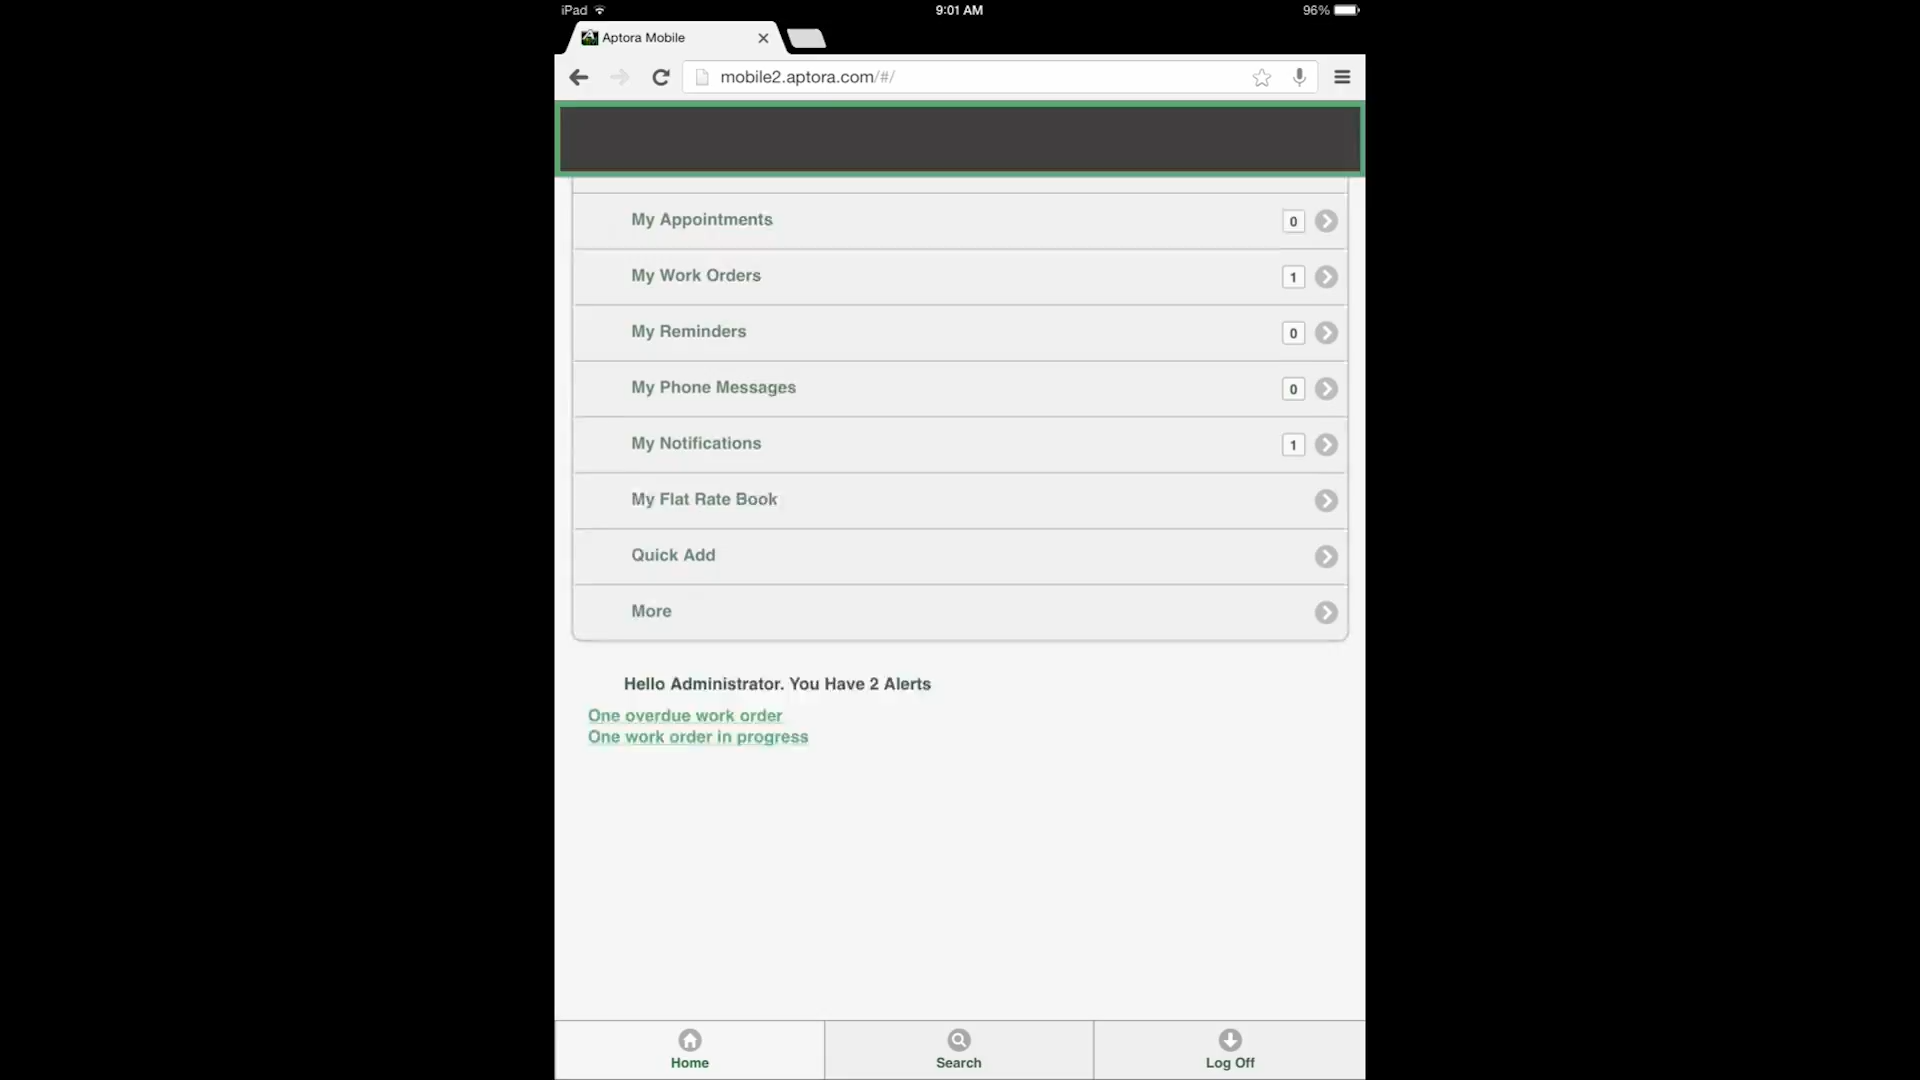 iPad 9:01 AM 96%
Aptora Mobile
mobile2.aptora.com/#/
My Appointments 0
My Work Orders 1
My Reminders 0
My Phone Messages 0
My Notifications 1
My Flat Rate Book
Quick Add
More
Hello Administrator. You Have 2 Alerts
One overdue work order
One work order in progress
Home Search Log Off